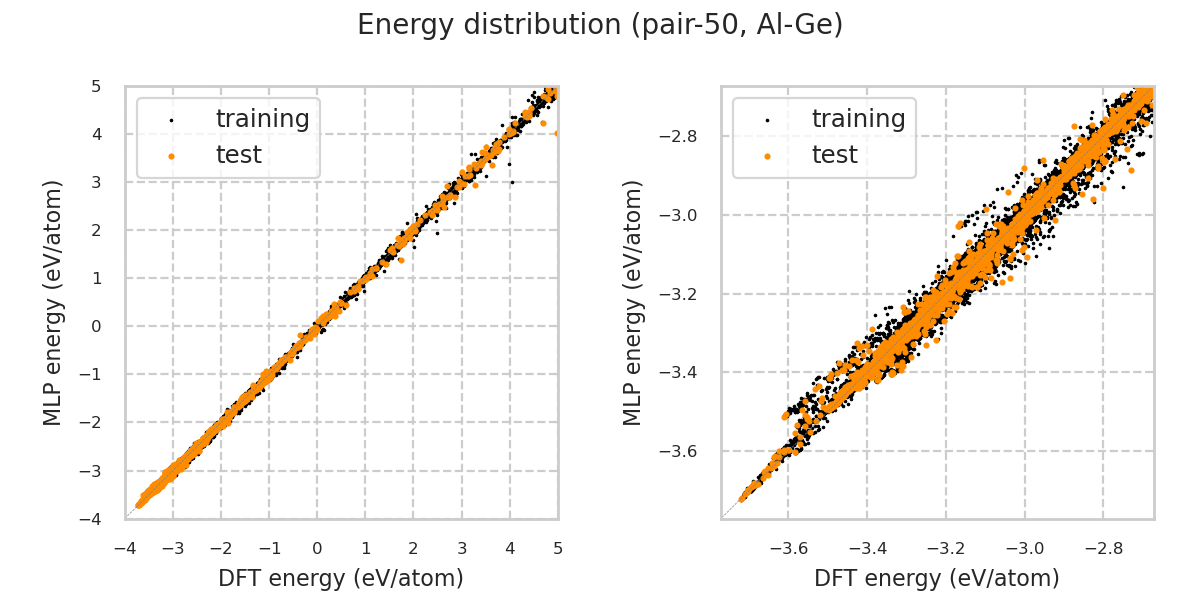 Energy distribution (pair-50, Al-Ge)
training
test
5
4
3
2
1
0
−1
−2
−3
−4
−4 −3 −2 −1 0 1 2 3 4 5
MLP energy (eV/atom)
DFT energy (eV/atom)
training
test
−2.8
−3.0
−3.2
−3.4
−3.6
−3.6 −3.4 −3.2 −3.0 −2.8
MLP energy (eV/atom)
DFT energy (eV/atom)